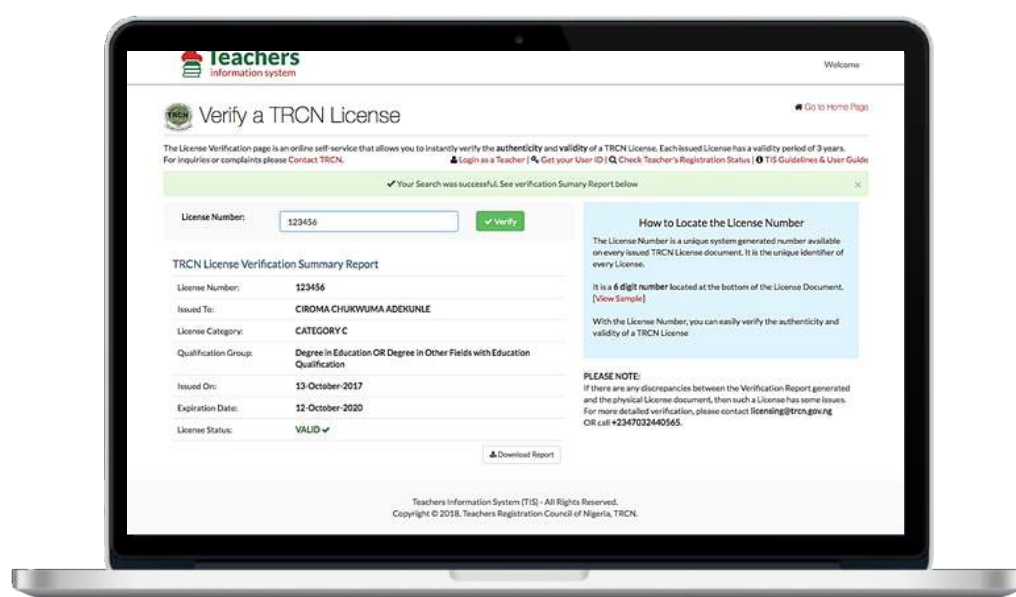 Teachers
information system
Welcome
TRCN
Verify a TRCN License
Go to Home Page
The License Verification page is an online self-service that allows you to instantly verify the authenticity and validity of a TRCN License. Each issued License has a validity period of 3 years.
For inquiries or complaints please Contact TRCN.
Login as a Teacher | Get your User ID | Check Teacher's Registration Status | TIS Guidelines & User Guide
Your Search was successful. See verification Sumary Report below
License Number:
123456
Verify
TRCN License Verification Summary Report
License Number: 123456
Issued To: CIROMA CHUKWUMA ADEKUNLE
License Category: CATEGORY C
Qualification Group: Degree in Education OR Degree in Other Fields with Education
Qualification
Issued On: 13-October-2017
Expiration Date: 12-October-2020
License Status: VALID
Download Report
How to Locate the License Number
The License Number is a unique system generated number available
on every issued TRCN License document. It is the unique identifier of
every License.
It is a 6 digit number located at the bottom of the License Document.
[View Sample]
With the License Number, you can easily verify the authenticity and
validity of a TRCN License
PLEASE NOTE:
If there are any discrepancies between the Verification Report generated
and the physical License document, then such a License has some issues.
For more detailed verification, please contact licensing@trcn.gov.ng
OR call +2347032440565.
Teachers Information System (TIS) - All Rights Reserved.
Copyright © 2018. Teachers Registration Council of Nigeria, TRCN.